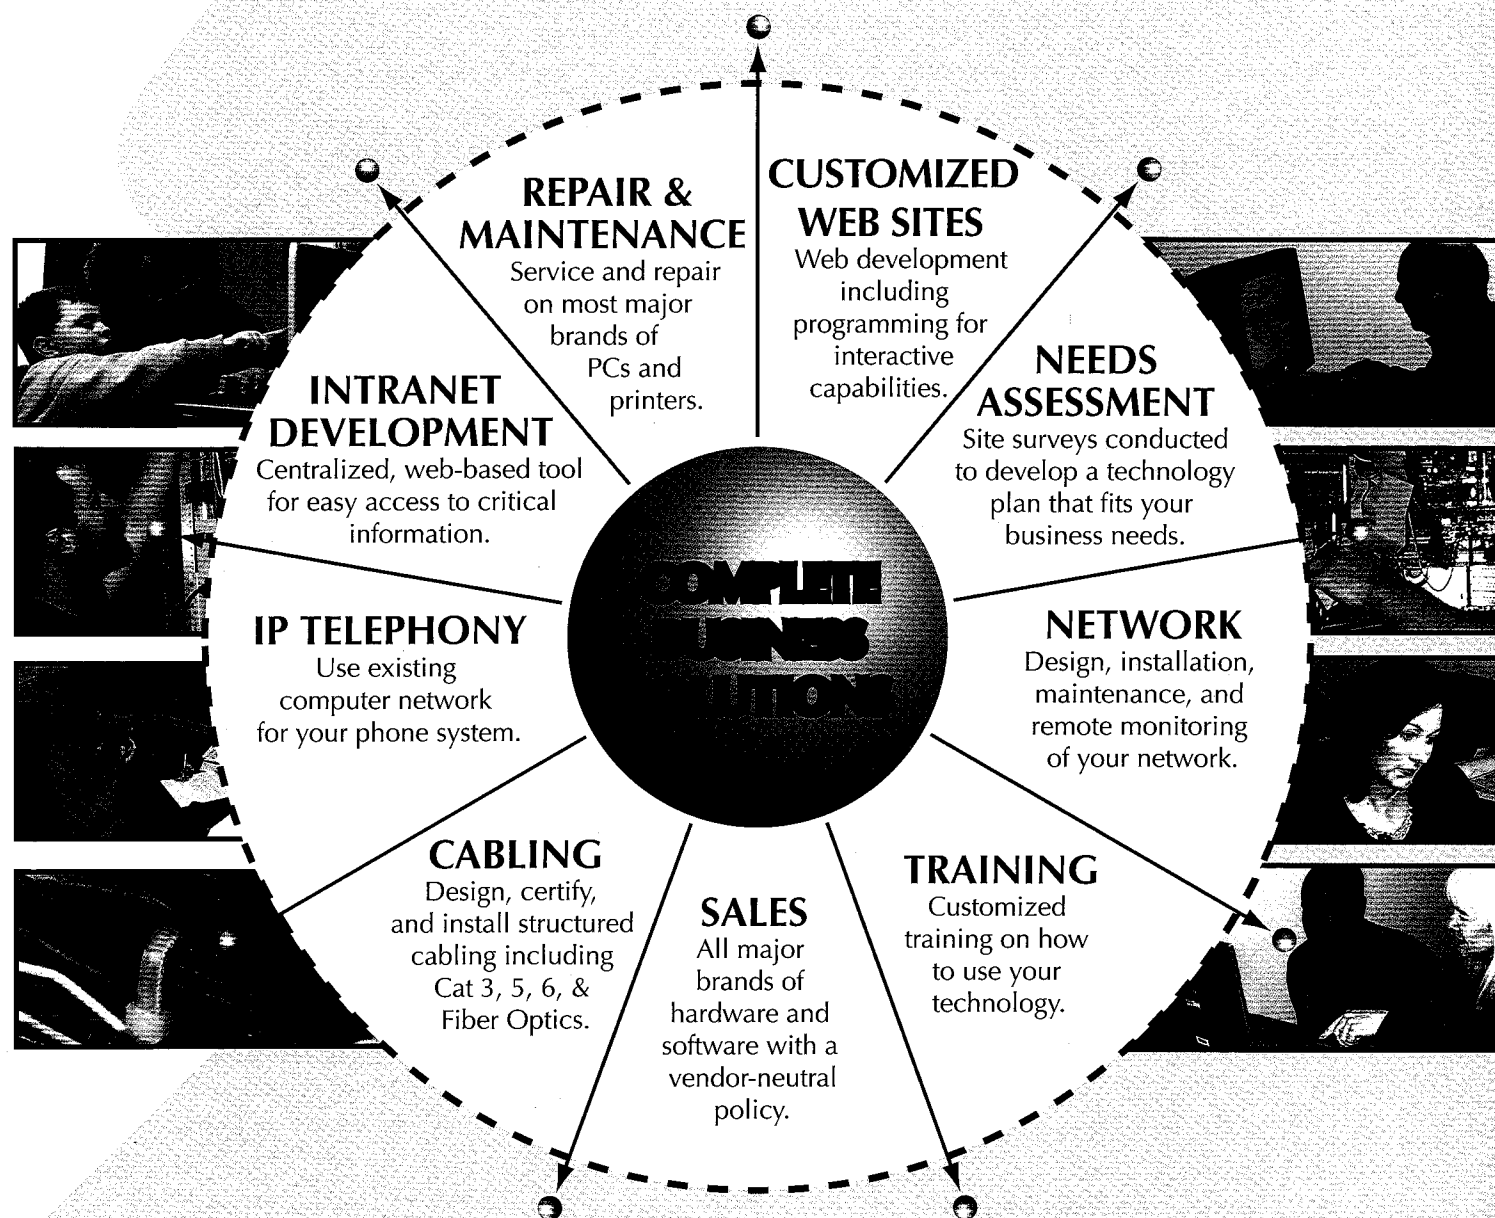 CUSTOMIZED
WEB SITES
Web development
including
programming for
interactive
capabilities.
NEEDS
ASSESSMENT
Site surveys conducted
to develop a technology
plan that fits your
business needs.
NETWORK
Design, installation,
maintenance, and
remote monitoring
of your network.
TRAINING
Customized
training on how
to use your
technology.
SALES
All major
brands of
hardware and
software with a
vendor-neutral
policy.
CABLING
Design, certify,
and install structured
cabling including
Cat 3, 5, 6, &
Fiber Optics.
IP TELEPHONY
Use existing
computer network
for your phone system.
INTRANET
DEVELOPMENT
Centralized, web-based tool
for easy access to critical
information.
REPAIR &
MAINTENANCE
Service and repair
on most major
brands of
PCs and
printers.
COMPLETE
BUSINESS
SOLUTIONS